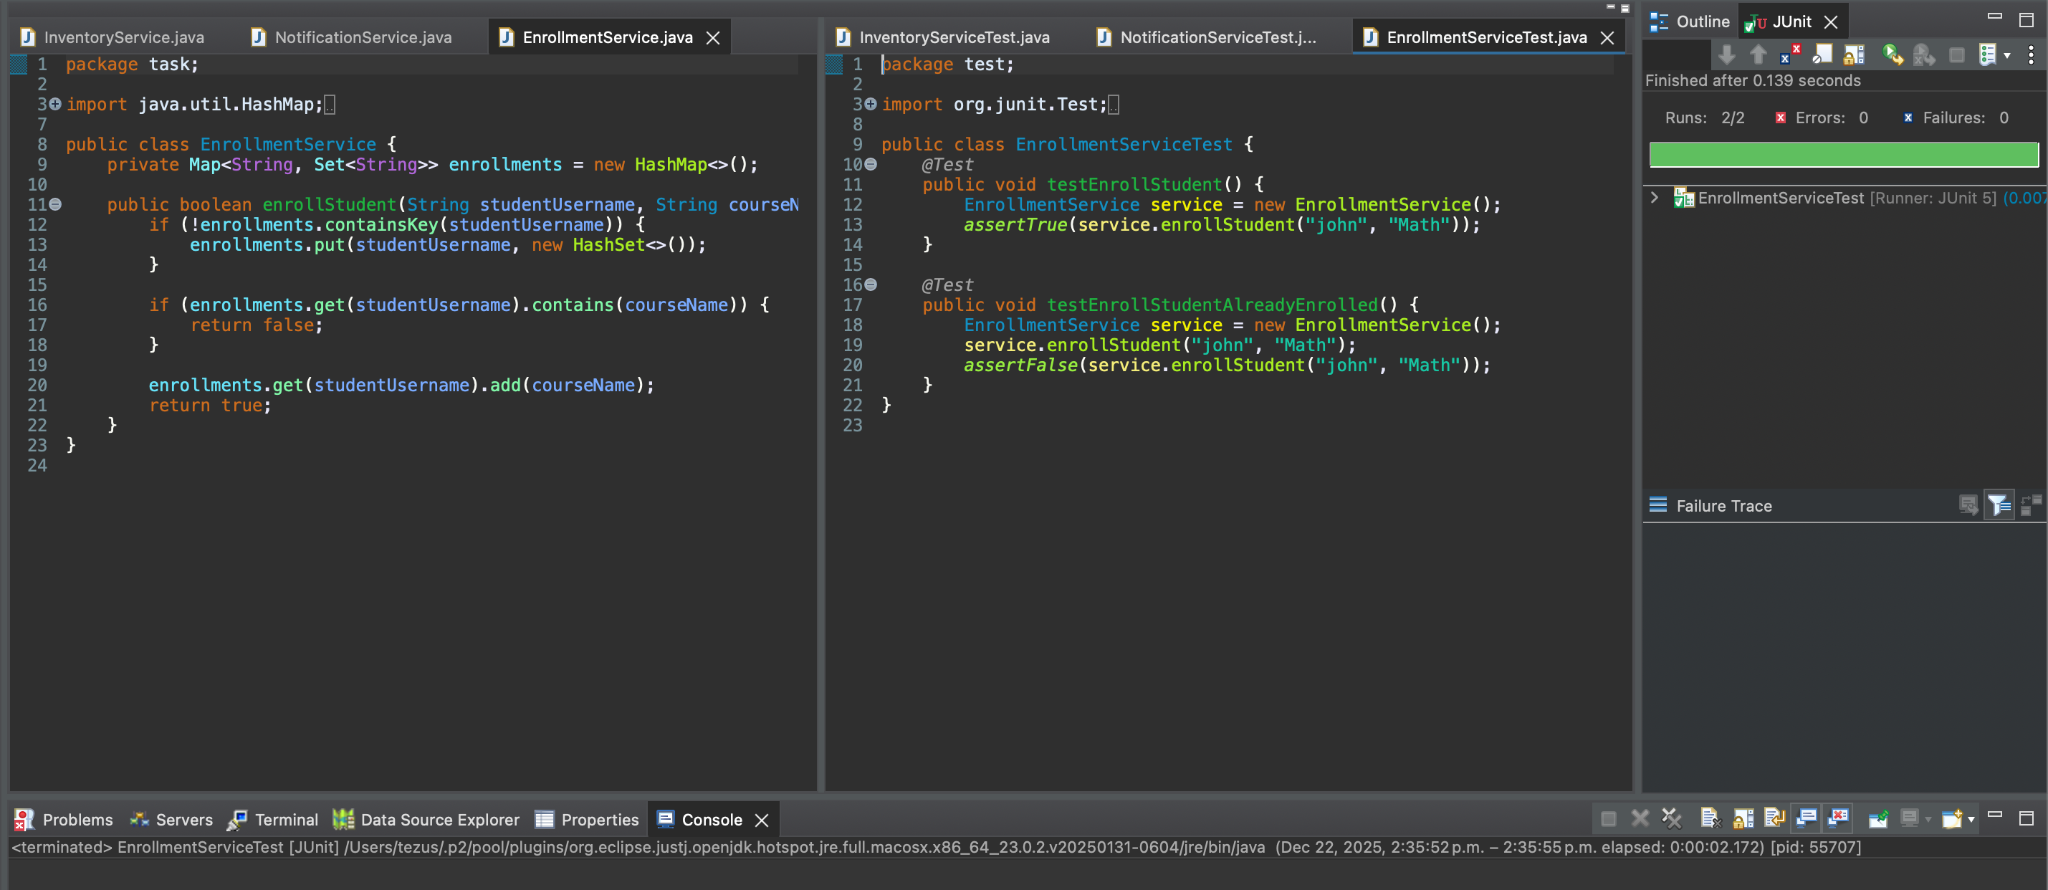 InventoryService.java
NotificationService.java
EnrollmentService.java
1 package task;
2
3 import java.util.HashMap;
7
8 public class EnrollmentService {
9 private Map<String, Set<String>> enrollments = new HashMap<>();
10
11 public boolean enrollStudent(String studentUsername, String courseN
12 if (!enrollments.containsKey(studentUsername)) {
13 enrollments.put(studentUsername, new HashSet<>());
14 }
15
16 if (enrollments.get(studentUsername).contains(courseName)) {
17 return false;
18 }
19
20 enrollments.get(studentUsername).add(courseName);
21 return true;
22 }
23 }
24
InventoryServiceTest.java
NotificationServiceTest.j...
EnrollmentServiceTest.java
1 package test;
2
3 import org.junit.Test;
8
9 public class EnrollmentServiceTest {
10 @Test
11 public void testEnrollStudent() {
12 EnrollmentService service = new EnrollmentService();
13 assertTrue(service.enrollStudent("john", "Math"));
14 }
15
16 @Test
17 public void testEnrollStudentAlreadyEnrolled() {
18 EnrollmentService service = new EnrollmentService();
19 service.enrollStudent("john", "Math");
20 assertFalse(service.enrollStudent("john", "Math"));
21 }
22 }
23
Outline
JUnit
Finished after 0.139 seconds
Runs: 2/2 Errors: 0 Failures: 0
EnrollmentServiceTest [Runner: JUnit 5] (0.007
Failure Trace
Problems
Servers
Terminal
Data Source Explorer
Properties
Console
<terminated> EnrollmentServiceTest [JUnit] /Users/tezus/.p2/pool/plugins/org.eclipse.justj.openjdk.hotspot.jre.full.macosx.x86_64_23.0.2.v20250131-0604/jre/bin/java (Dec 22, 2025, 2:35:52 p.m. – 2:35:55 p.m. elapsed: 0:00:02.172) [pid: 55707]